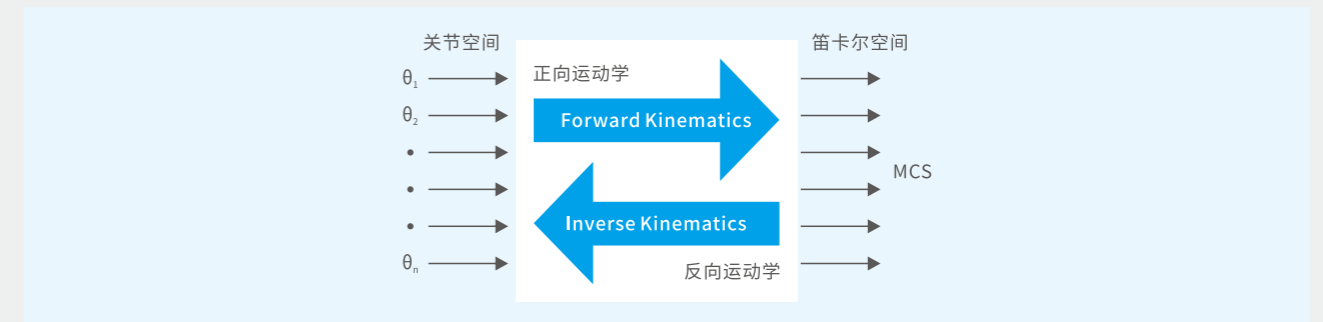 关节空间
笛卡尔空间
θ₁
正向运动学
θ₂
Forward Kinematics
•
•
MCS
•
Inverse Kinematics
θₙ
反向运动学